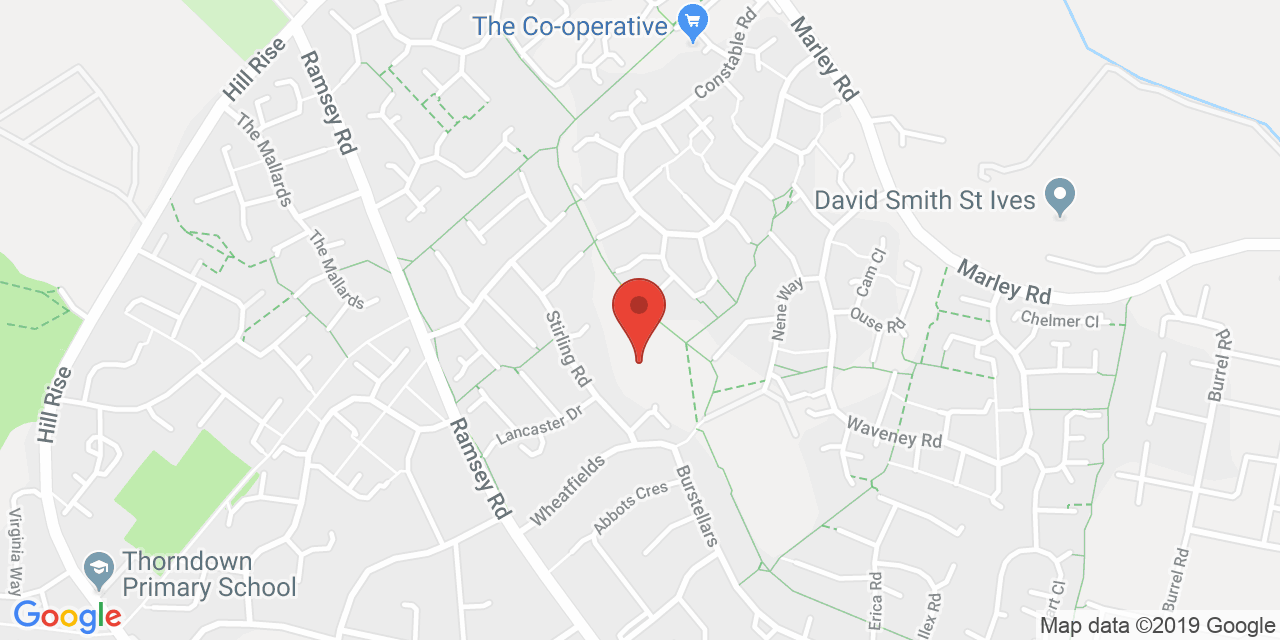 The Co-operative
Constable Rd
Marley Rd
Hill Rise
Ramsey Rd
The Mallards
David Smith St Ives
The Mallards
Cam Cl
Marley Rd
Nene Way
Ouse Rd
Chelmer Cl
Stirling Rd
Burrel Rd
Hill Rise
Lancaster Dr
Ramsey Rd
Waveney Rd
Wheatfields
Abbots Cres
Burstellars
Virginia Way
Thorndown
Primary School
Erica Rd
Burrel Rd
Google
Map data ©2019 Google